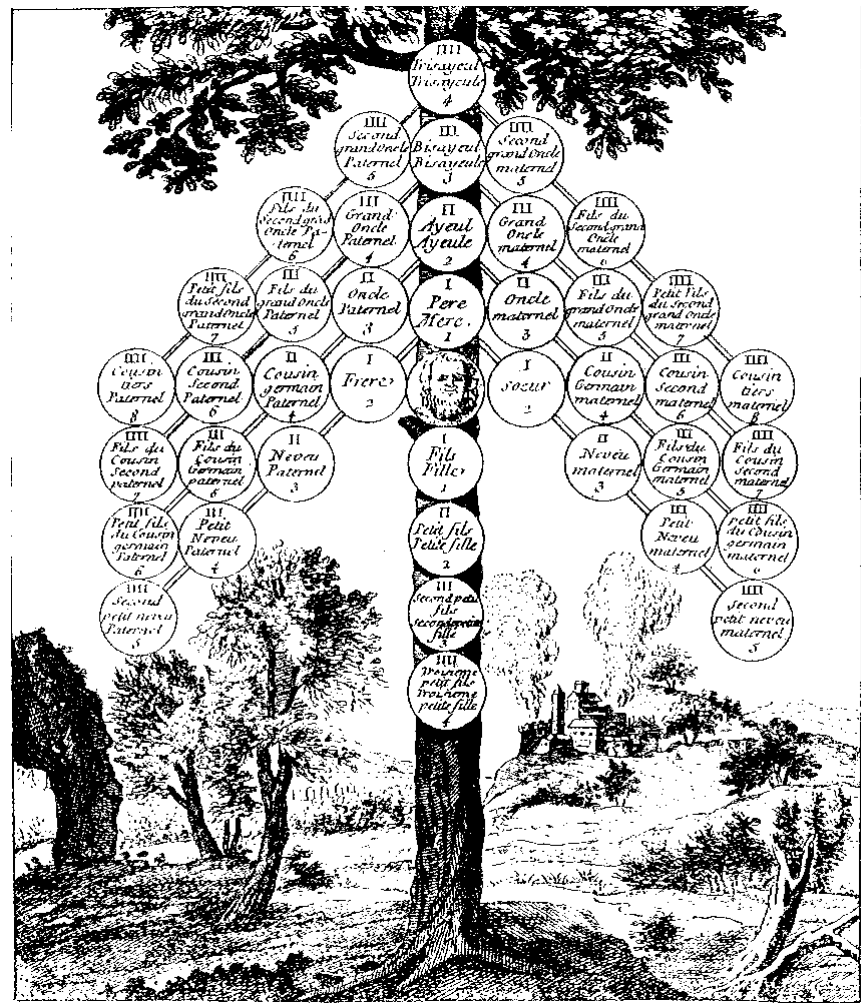 IIII
Trisayeul
Trisayeule
4
IIII
Second
grand Oncle
Paternel
5
III
Bisayeul
Bisayeule
3
IIII
Second
grand Oncle
maternel
5
IIII
Fils du
Second grād
Oncle Pa-
ternel
6
III
Grand
Oncle
Paternel
4
II
Ayeul
Ayeule
2
III
Grand
Oncle
maternel
4
IIII
Fils du
Second grand
Oncle
maternel
6
IIII
Petit fils
du Second
grand Oncle
Paternel
7
III
Fils du
grand Oncle
Paternel
5
II
Oncle
Paternel
3
I
Pere
Mere
1
II
Oncle
maternel
3
III
Fils du
grand Oncle
maternel
5
IIII
Petit fils
du Second
grand Oncle
maternel
7
IIII
Cousin
tiers
Paternel
8
III
Cousin
Second
Paternel
6
II
Cousin
germain
Paternel
4
I
Frere
2
I
Soeur
2
II
Cousin
Germain
maternel
4
III
Cousin
Second
maternel
6
IIII
Cousin
tiers
maternel
8
IIII
Fils du
Cousin
Second
paternel
7
III
Fils du
Cousin
Germain
paternel
II
Neveu
Paternel
3
I
Fils
Fille
1
II
Neveu
maternel
3
III
Fils du
Cousin
Germain
maternel
5
IIII
Fils du
Cousin
Second
maternel
7
IIII
Petit fils
du Cousin
germain
Paternel
6
III
Petit
Neveu
Paternel
4
II
Petit fils
Petite fille
2
III
Petit
Neveu
maternel
4
IIII
petit fils
du Cousin
germain
maternel
6
IIII
Second
petit neveu
Paternel
5
III
Second petit
fils
seconde petite
fille
3
IIII
Second
petit neveu
maternel
5
IIII
Troisieme
petit fils
Troisieme
petite fille
4